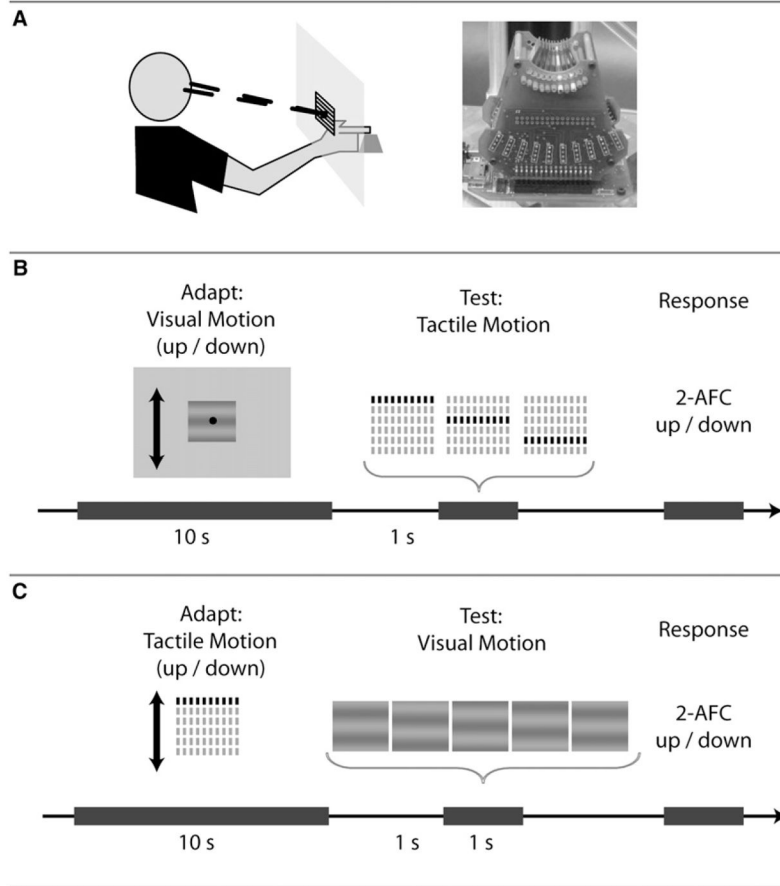 A
B
Adapt:
Visual Motion
(up / down)
Test:
Tactile Motion
Response
2-AFC
up / down
10 s
1 s
C
Adapt:
Tactile Motion
(up / down)
Test:
Visual Motion
Response
2-AFC
up / down
10 s
1 s
1 s